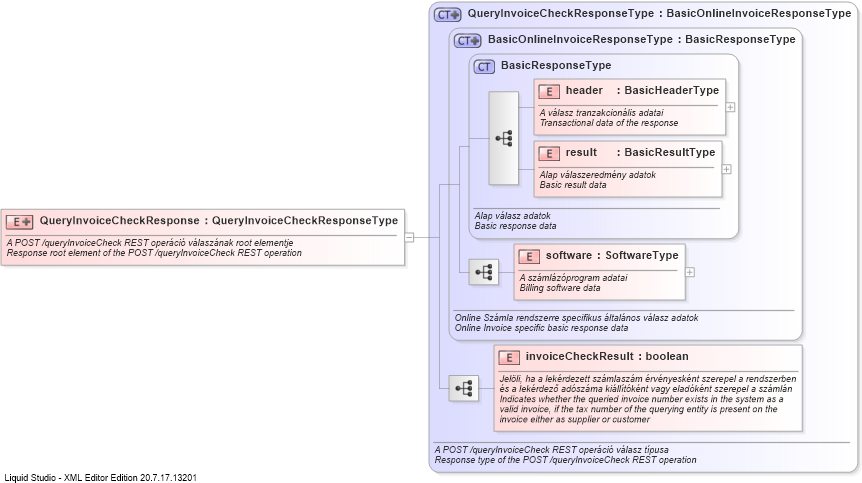 CT+ QueryInvoiceCheckResponseType : BasicOnlineInvoiceResponseType
CT+ BasicOnlineInvoiceResponseType : BasicResponseType
CT BasicResponseType
E header : BasicHeaderType
A válasz tranzakcionális adatai
Transactional data of the response
E result : BasicResultType
Alap válaszeredmény adatok
Basic result data
Alap válasz adatok
Basic response data
E+ QueryInvoiceCheckResponse : QueryInvoiceCheckResponseType
A POST /queryInvoiceCheck REST operáció válaszának root elementje
Response root element of the POST /queryInvoiceCheck REST operation
E software : SoftwareType
A számlázóprogram adatai
Billing software data
Online Számla rendszerre specifikus általános válasz adatok
Online Invoice specific basic response data
E invoiceCheckResult : boolean
Jelöli, ha a lekérdezett számlaszám érvényesként szerepel a rendszerben
és a lekérdező adószáma kiállítóként vagy eladóként szerepel a számlán
Indicates whether the queried invoice number exists in the system as a
valid invoice, if the tax number of the querying entity is present on the
invoice either as supplier or customer
A POST /queryInvoiceCheck REST operáció válasz típusa
Response type of the POST /queryInvoiceCheck REST operation
Liquid Studio - XML Editor Edition 20.7.17.13201